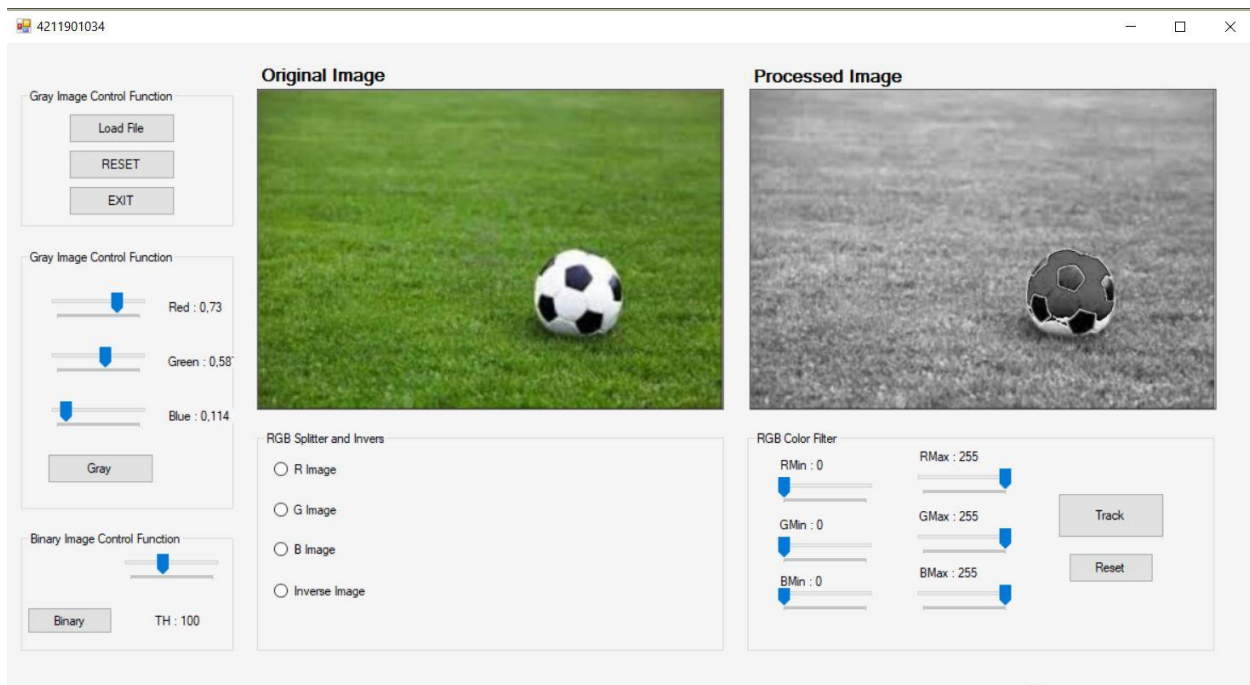 4211901034
Original Image
Processed Image
Gray Image Control Function
Load File
RESET
EXIT
Gray Image Control Function
Red : 0,73
Green : 0,58
Blue : 0,114
Gray
Binary Image Control Function
Binary
TH : 100
RGB Splitter and Invers
R Image
G Image
B Image
Inverse Image
RGB Color Filter
RMin : 0
RMax : 255
GMin : 0
GMax : 255
BMin : 0
BMax : 255
Track
Reset